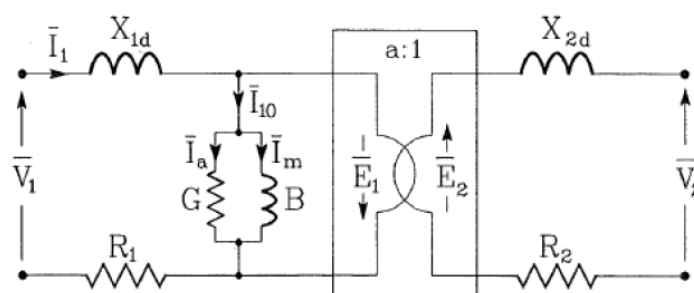 Ī₁ X₁d a:1 X₂d
Ī₁₀
V̄₁ Īa Īm Ē₁ Ē₂ V̄₂
G B
R₁ R₂